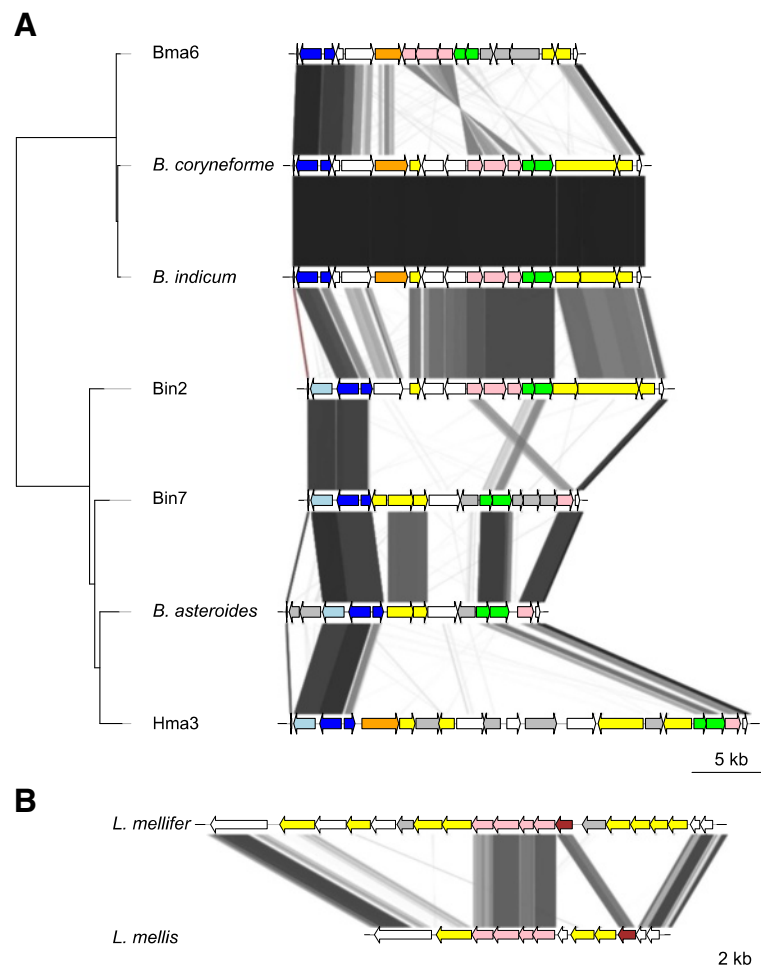 A
Bma6
B. coryneforme
B. indicum
Bin2
Bin7
B. asteroides
Hma3
5 kb
B
L. mellifer
L. mellis
2 kb